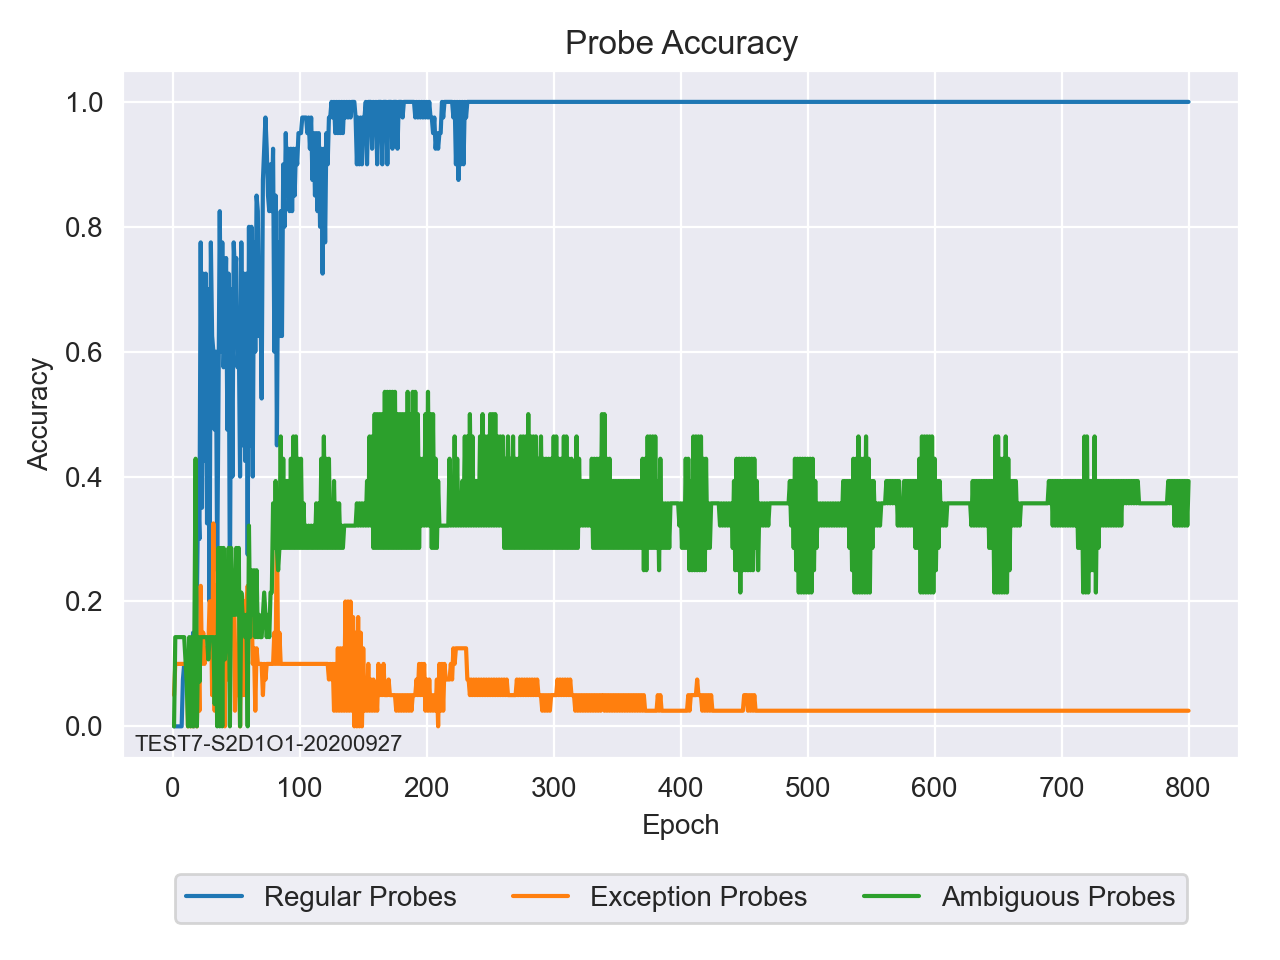 Probe Accuracy
1.0
0.8
0.6
0.4
0.2
0.0
Accuracy
TEST7-S2D1O1-20200927
0 100 200 300 400 500 600 700 800
Epoch
Regular Probes Exception Probes Ambiguous Probes